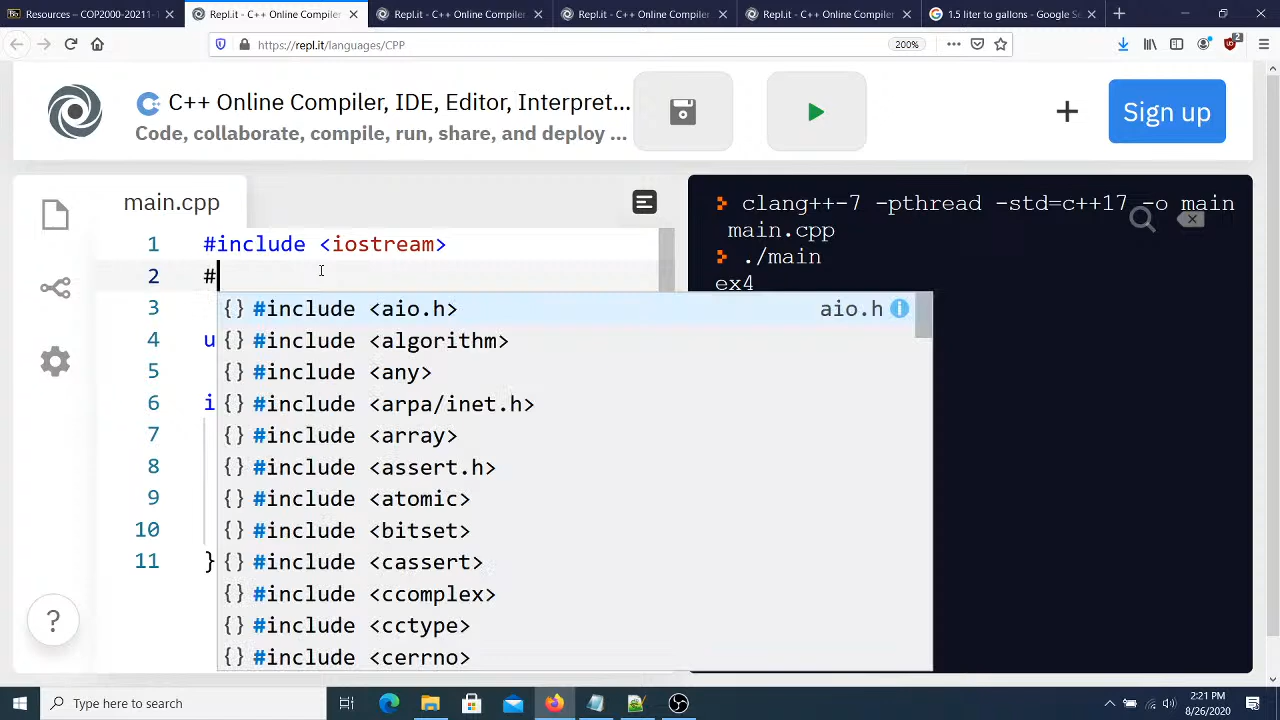 Resources – COP2000-20211-1
Repl.it - C++ Online Compiler,
Repl.it - C++ Online Compiler,
Repl.it - C++ Online Compiler,
Repl.it - C++ Online Compiler,
1.5 liter to gallons - Google Se
https://repl.it/languages/CPP
200%
2
C++ Online Compiler, IDE, Editor, Interpret...
Code, collaborate, compile, run, share, and deploy ...
+
Sign up
main.cpp
1 #include <iostream>
2 #
3 {} #include <aio.h> aio.h
4 u {} #include <algorithm>
5 {} #include <any>
6 i {} #include <arpa/inet.h>
7 {} #include <array>
8 {} #include <assert.h>
9 {} #include <atomic>
10 {} #include <bitset>
11 } {} #include <cassert>
{} #include <ccomplex>
{} #include <cctype>
{} #include <cerrno>
?
clang++-7 -pthread -std=c++17 -o main
main.cpp
./main
ex4
Type here to search
2:21 PM
8/26/2020